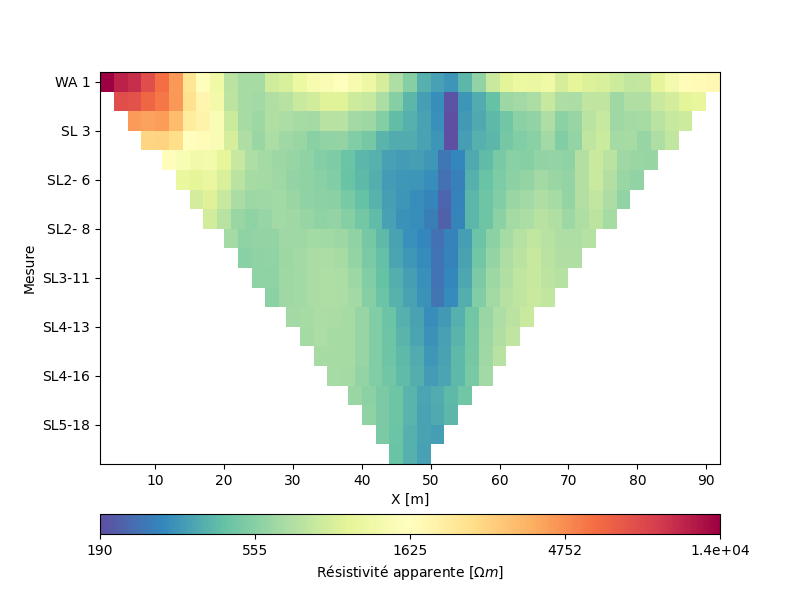 WA 1
SL 3
SL2- 6
SL2- 8
SL3-11
SL4-13
SL4-16
SL5-18
Mesure
10 20 30 40 50 60 70 80 90
X [m]
190 555 1625 4752 1.4e+04
Résistivité apparente [Ωm]